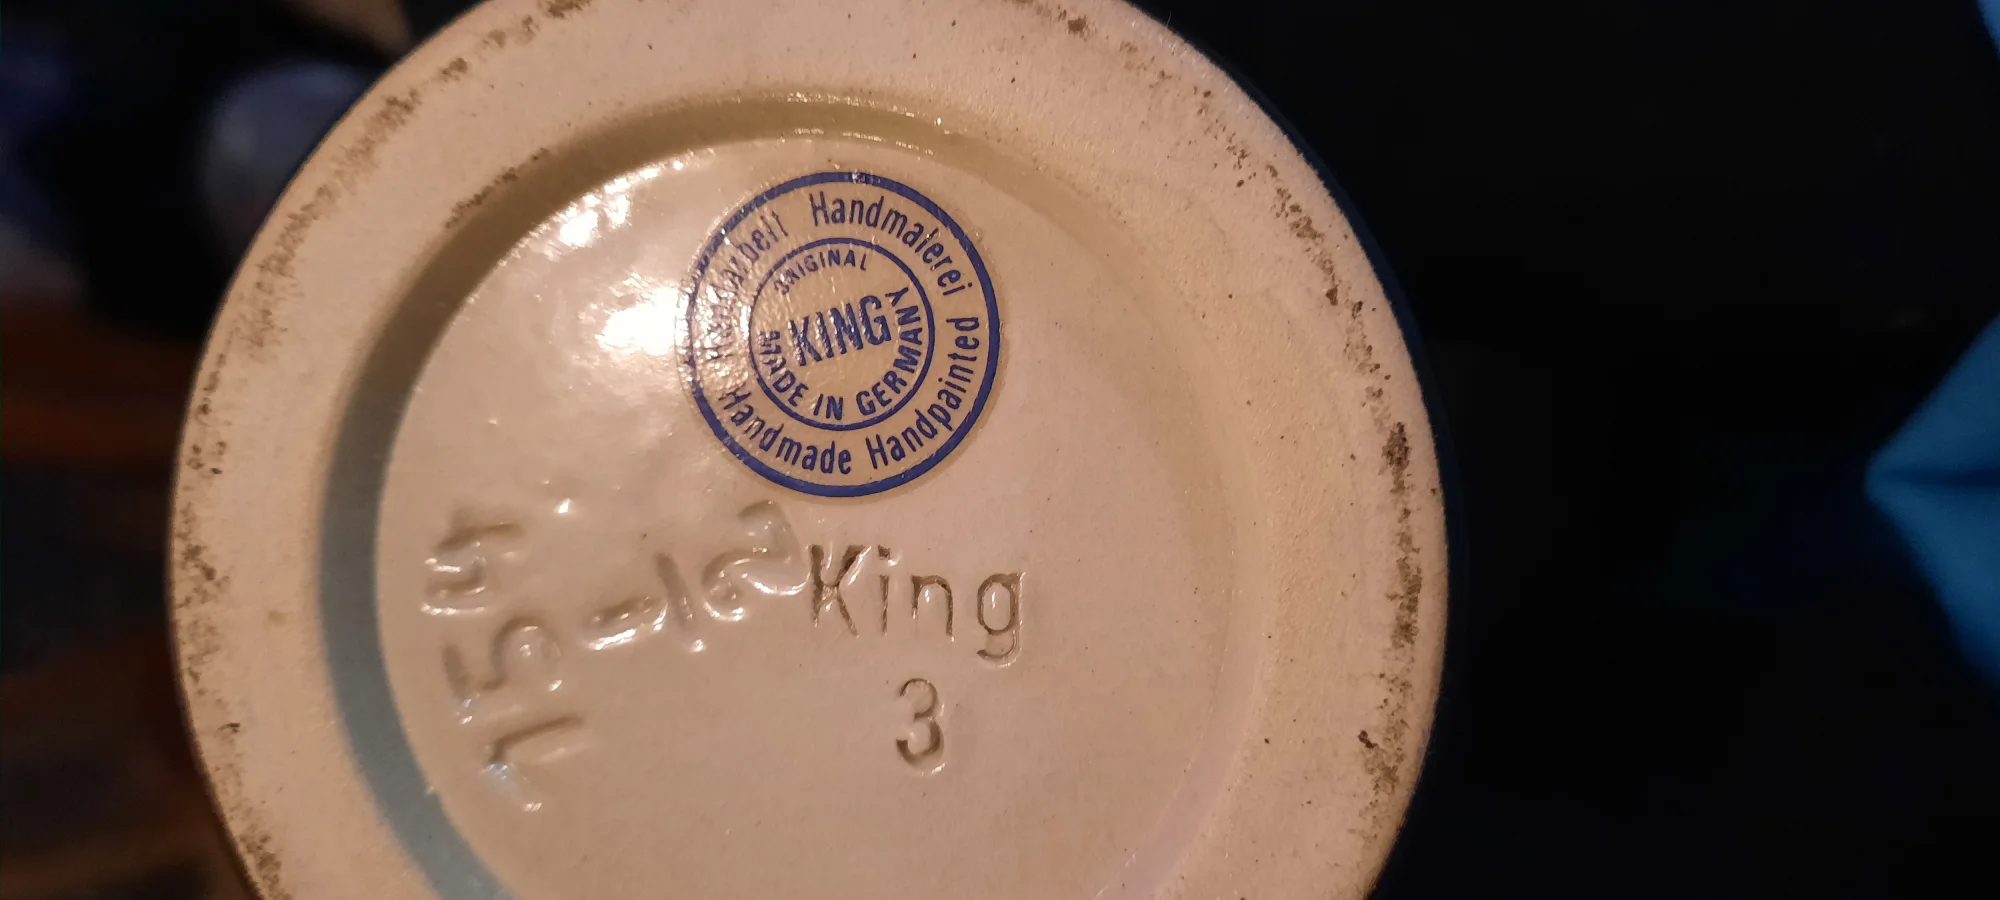 Handarbeit Handmalerei
ORIGINAL
KING
MADE IN GERMANY
Handmade Handpainted
King
3